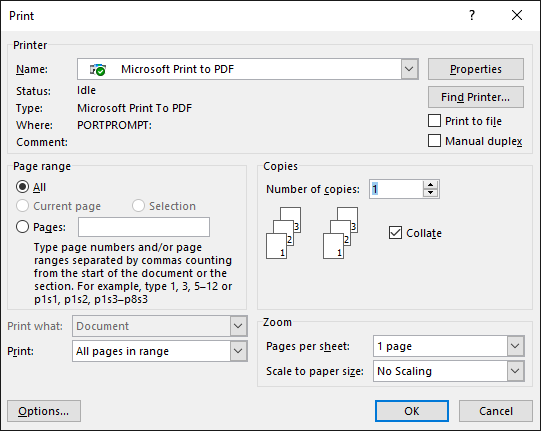 Print
Printer
Name: Microsoft Print to PDF
Properties
Status: Idle
Find Printer...
Type: Microsoft Print To PDF
Where: PORTPROMPT:
Print to file
Comment:
Manual duplex
Page range
All
Current page Selection
Pages:
Type page numbers and/or page
ranges separated by commas counting
from the start of the document or the
section. For example, type 1, 3, 5–12 or
p1s1, p1s2, p1s3–p8s3
Copies
Number of copies: 1
3 3
2 2
1 1
Collate
Print what: Document
Print: All pages in range
Zoom
Pages per sheet: 1 page
Scale to paper size: No Scaling
Options... OK Cancel